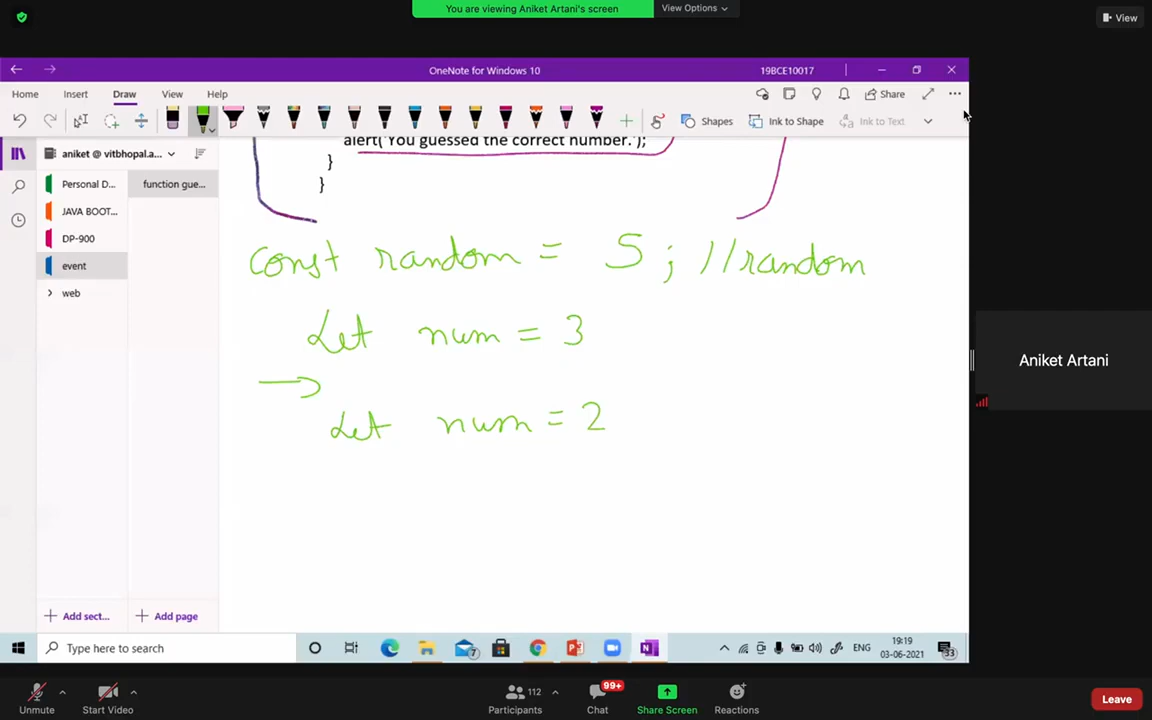 You are viewing Aniket Artani's screen
View Options
View
OneNote for Windows 10
19BCE10017
Home
Insert
Draw
View
Help
Share
Shapes
Ink to Shape
Ink to Text
aniket @ vitbhopal.a...
Personal D...
function gue...
JAVA BOOT...
DP-900
event
web
alert('You guessed the correct number.');
}
}
const random = 5 ; //random
Let num = 3
Let num = 2
Aniket Artani
Add sect...
Add page
Type here to search
7
ENG
19:19
03-06-2021
33
Unmute
Start Video
112
Participants
99+
Chat
Share Screen
Reactions
Leave